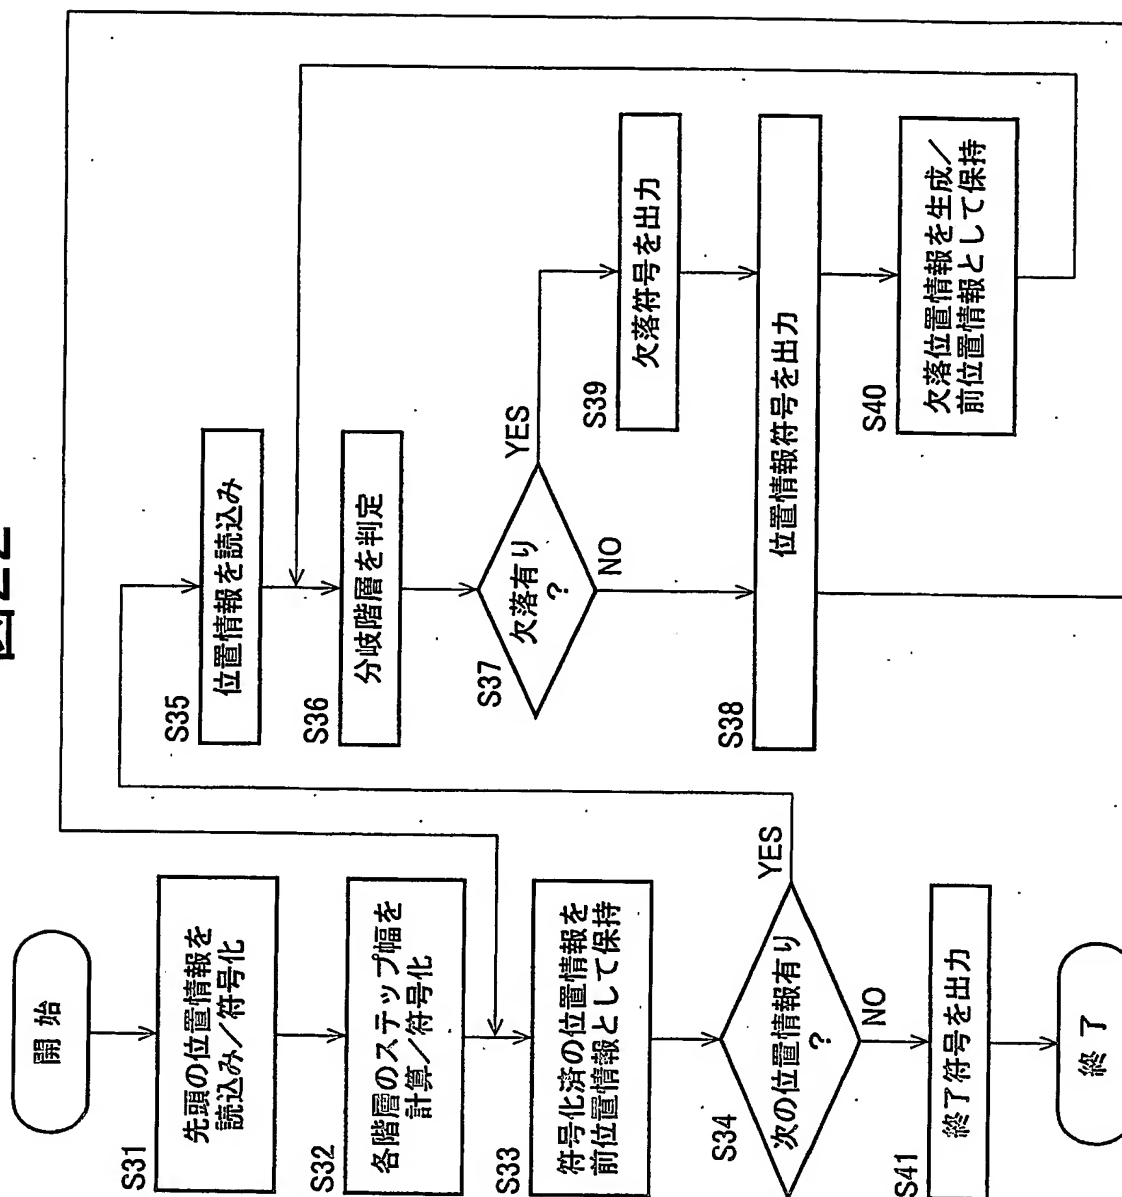 図22
開 始
S31
先頭の位置情報を
読込み／符号化
S32
各階層のステップ幅を
計算／符号化
S33
符号化済の位置情報を
前位置情報として保持
S34
次の位置情報有り
?
YES
NO
S41
終了符号を出力
終 了
S35
位置情報を読込み
S36
分岐階層を判定
S37
欠落有り
?
YES
NO
S39
欠落符号を出力
S38
位置情報符号を出力
S40
欠落位置情報を生成／
前位置情報として保持